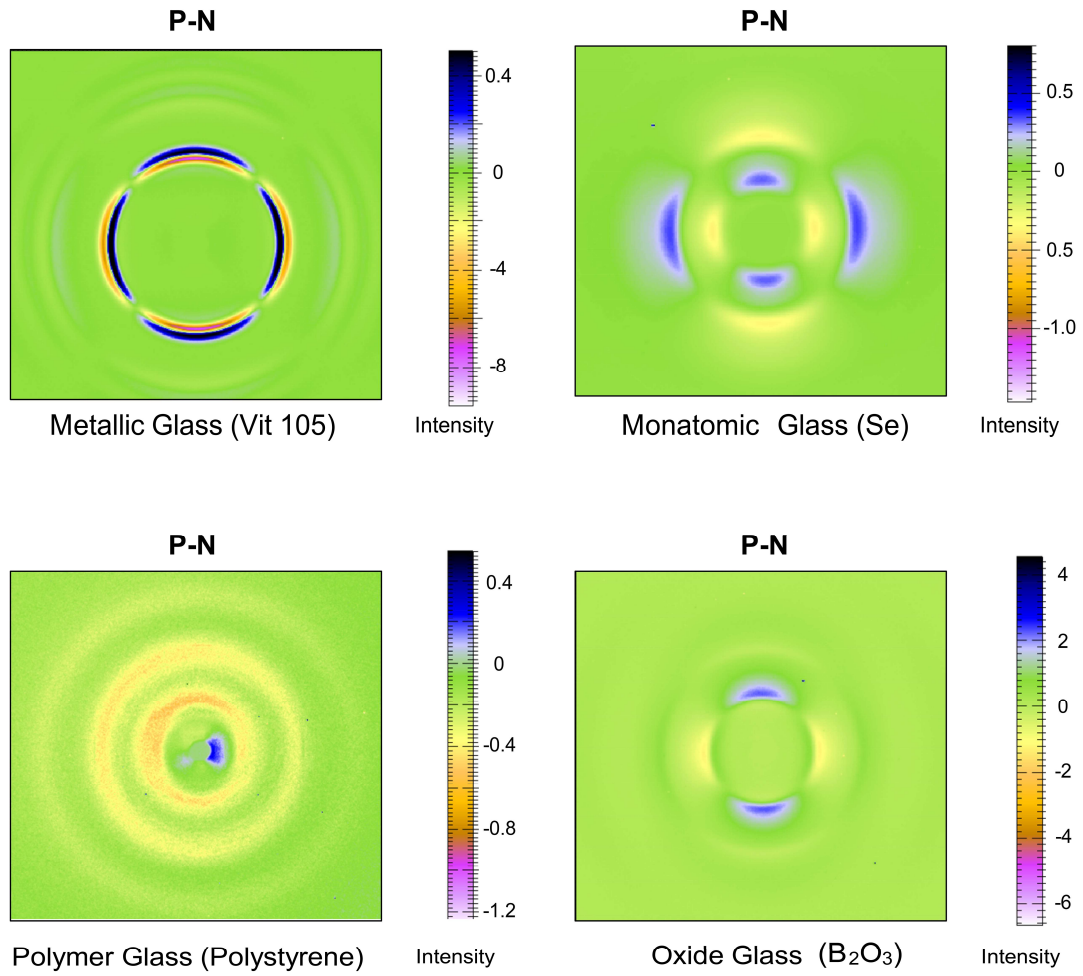 P-N
0.4
0
-4
-8
Intensity
Metallic Glass (Vit 105)
P-N
0.5
0
0.5
-1.0
Intensity
Monatomic Glass (Se)
P-N
0.4
0
-0.4
-0.8
-1.2
Intensity
Polymer Glass (Polystyrene)
P-N
4
2
0
-2
-4
-6
Intensity
Oxide Glass (B₂O₃)